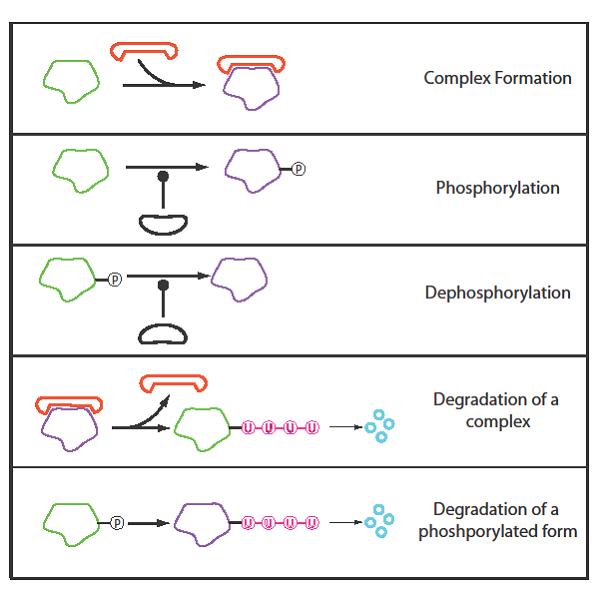 Complex Formation
P
Phosphorylation
P
Dephosphorylation
U U U U
Degradation of a
complex
P
U U U U
Degradation of a
phoshporylated form